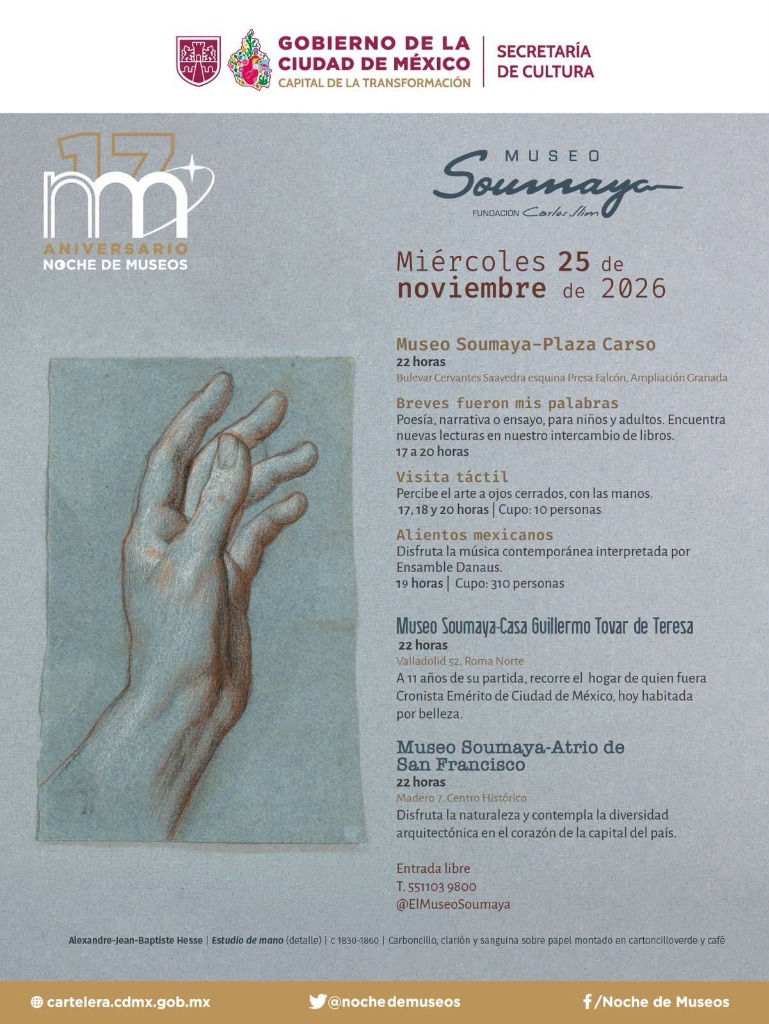 GOBIERNO DE LA
CIUDAD DE MÉXICO
CAPITAL DE LA TRANSFORMACIÓN
SECRETARÍA
DE CULTURA
17
nm
ANIVERSARIO
NOCHE DE MUSEOS
MUSEO
Soumaya
FUNDACIÓN Carlos Slim
Miércoles 25 de
noviembre de 2026
Museo Soumaya-Plaza Carso
22 horas
Bulevar Cervantes Saavedra esquina Presa Falcón, Ampliación Granada
Breves fueron mis palabras
Poesía, narrativa o ensayo, para niños y adultos. Encuentra
nuevas lecturas en nuestro intercambio de libros.
17 a 20 horas
Visita táctil
Percibe el arte a ojos cerrados, con las manos.
17, 18 y 20 horas | Cupo: 10 personas
Alientos mexicanos
Disfruta la música contemporánea interpretada por
Ensamble Danaus.
19 horas | Cupo: 310 personas
Museo Soumaya-Casa Guillermo Tovar de Teresa
22 horas
Valladolid 52, Roma Norte
A 11 años de su partida, recorre el hogar de quien fuera
Cronista Emérito de Ciudad de México, hoy habitada
por belleza.
Museo Soumaya-Atrio de
San Francisco
22 horas
Madero 7, Centro Histórico
Disfruta la naturaleza y contempla la diversidad
arquitectónica en el corazón de la capital del país.
Entrada libre
T. 551103 9800
@ElMuseoSoumaya
Alexandre-Jean-Baptiste Hesse | Estudio de mano (detalle) | c 1830-1860 | Carboncillo, clarión y sanguina sobre papel montado en cartoncilloverde y café
cartelera.cdmx.gob.mx
@nochedemuseos
/Noche de Museos